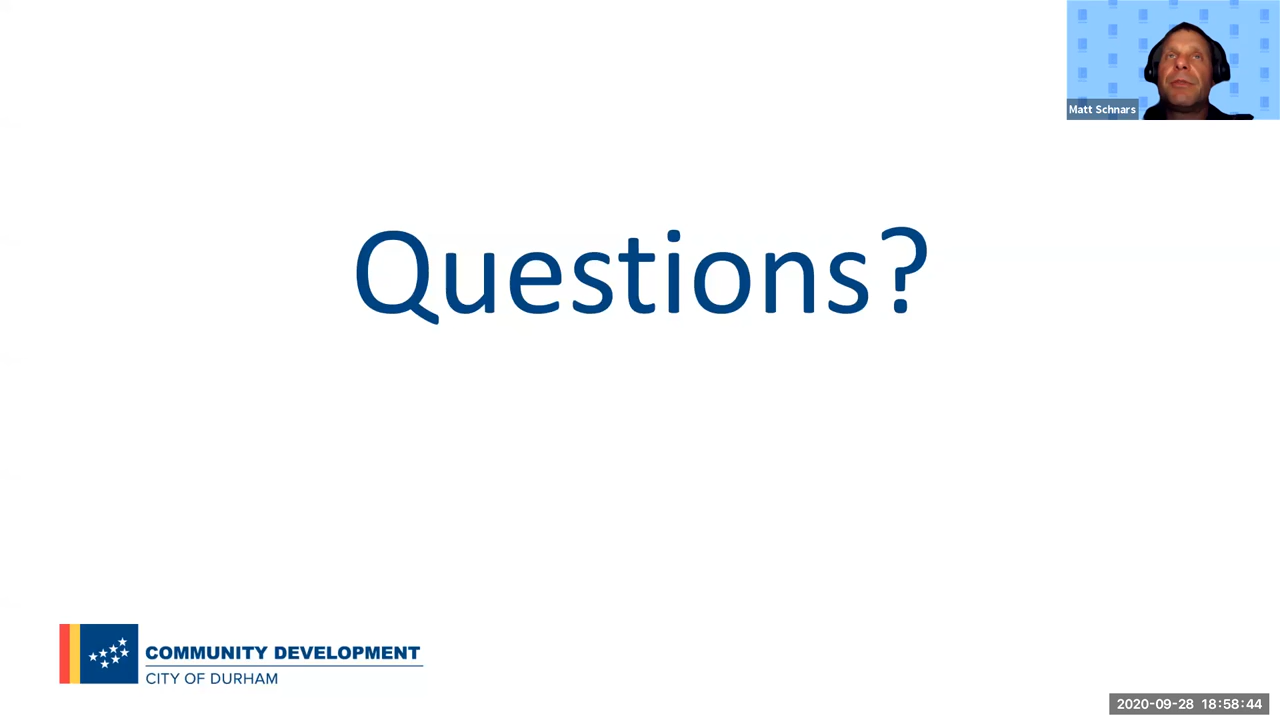 Matt Schnars
Questions?
COMMUNITY DEVELOPMENT
CITY OF DURHAM
2020-09-28 18:58:44